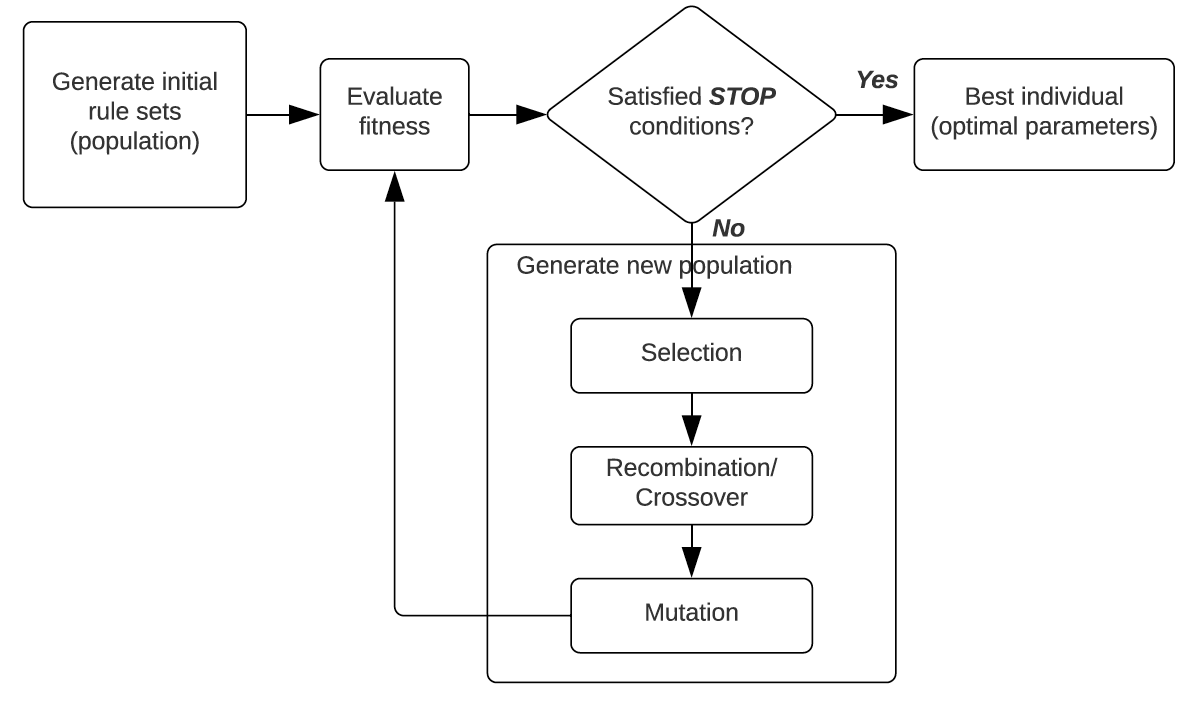 Generate initial
rule sets
(population)
Evaluate
fitness
Satisfied STOP
conditions?
Yes
Best individual
(optimal parameters)
No
Generate new population
Selection
Recombination/
Crossover
Mutation